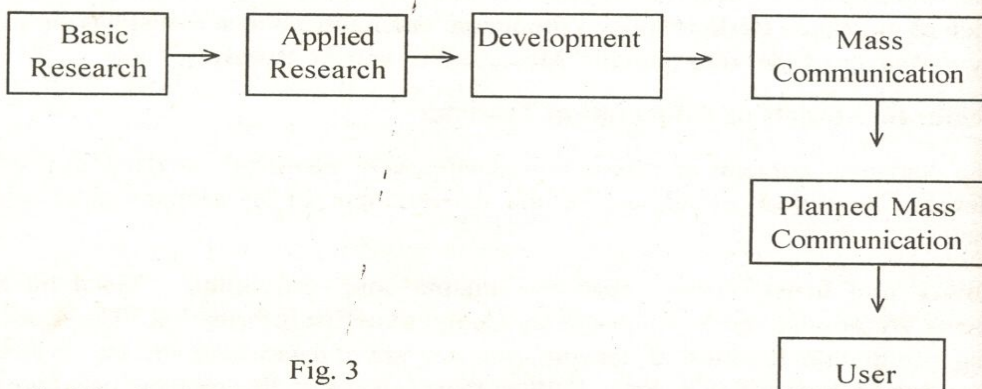 Basic
Research
Applied
Research
Development
Mass
Communication
Planned Mass
Communication
User
Fig. 3